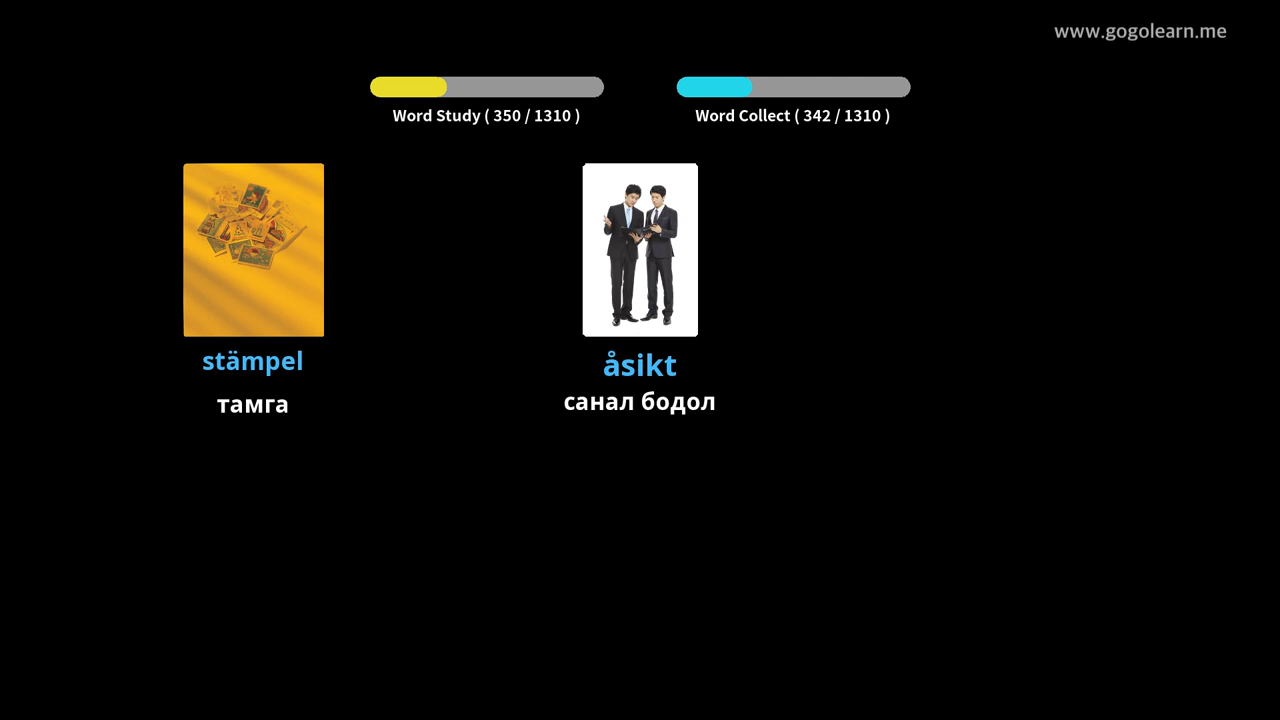 www.gogolearn.me
Word Study ( 350 / 1310 )
Word Collect ( 342 / 1310 )
stämpel
åsikt
тамга
санал бодол